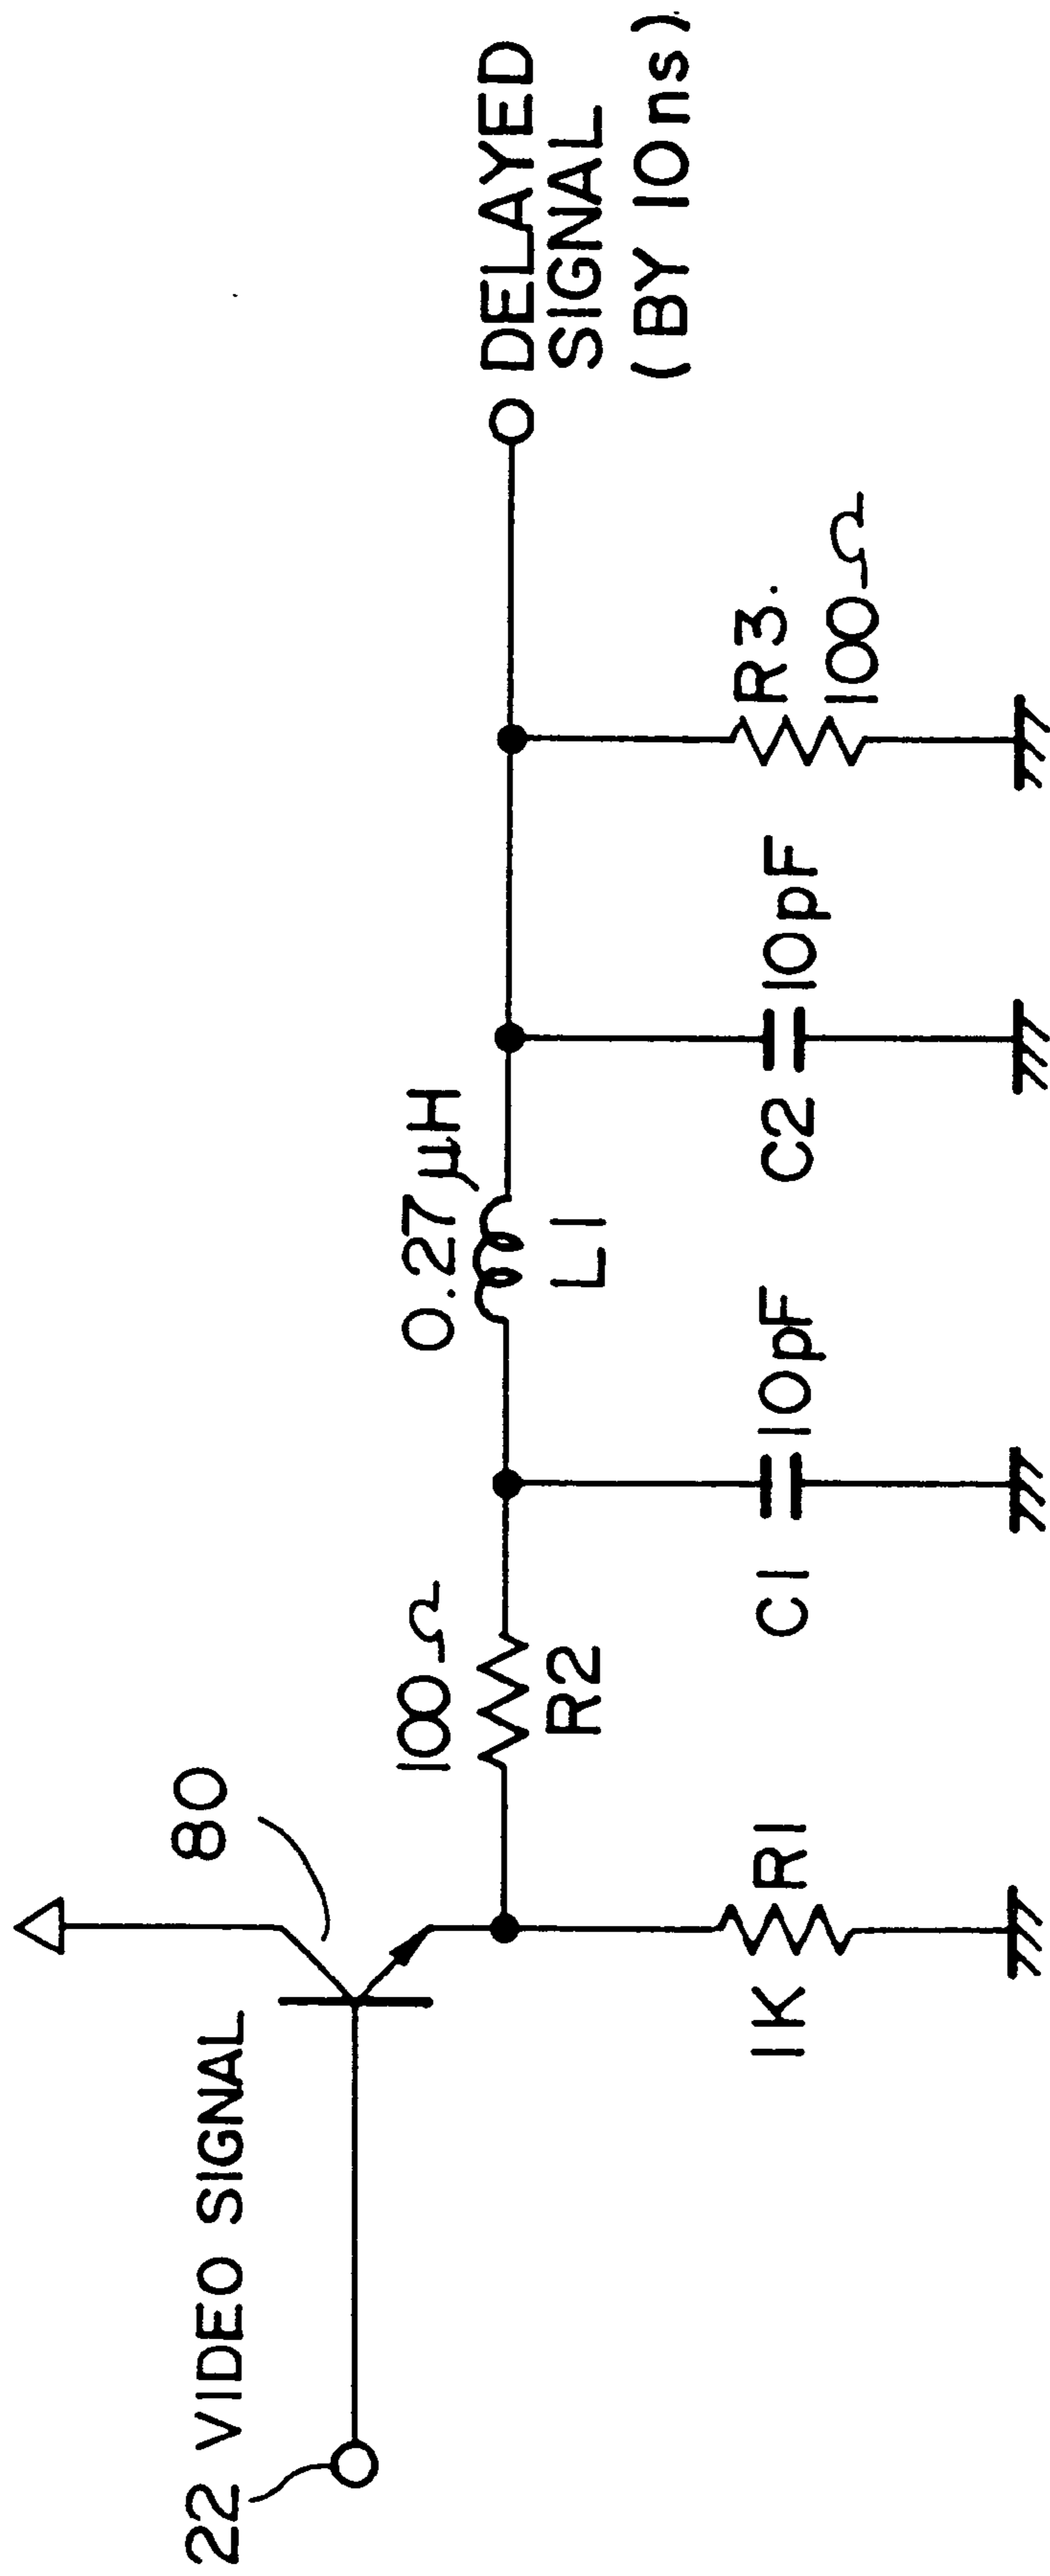 22 VIDEO SIGNAL
80
1K
R1
100Ω
R2
C1
10pF
0.27μH
L1
C2
10pF
R3.
100Ω
DELAYED
SIGNAL
(BY 10ns)